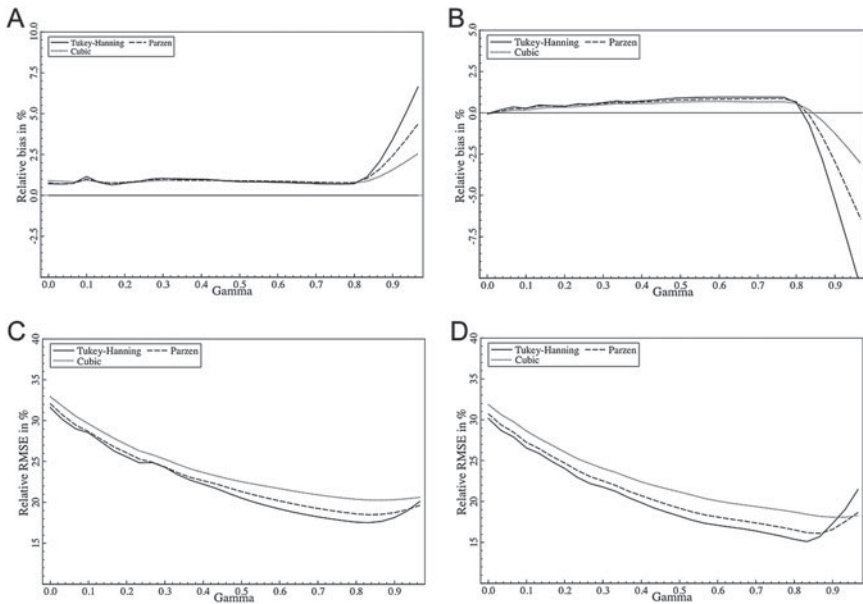 A
10.0
7.5
5.0
2.5
0.0
-2.5
Relative bias in %
Tukey-Hanning Parzen
Cubic
0.0 0.1 0.2 0.3 0.4 0.5 0.6 0.7 0.8 0.9
Gamma
B
5.0
2.5
0.0
-2.5
-5.0
-7.5
Relative bias in %
Tukey-Hanning Parzen
Cubic
0.0 0.1 0.2 0.3 0.4 0.5 0.6 0.7 0.8 0.9
Gamma
C
40
35
30
25
20
15
Relative RMSE in %
Tukey-Hanning Parzen
Cubic
0.0 0.1 0.2 0.3 0.4 0.5 0.6 0.7 0.8 0.9
Gamma
D
40
35
30
25
20
15
Relative RMSE in %
Tukey-Hanning Parzen
Cubic
0.0 0.1 0.2 0.3 0.4 0.5 0.6 0.7 0.8 0.9
Gamma